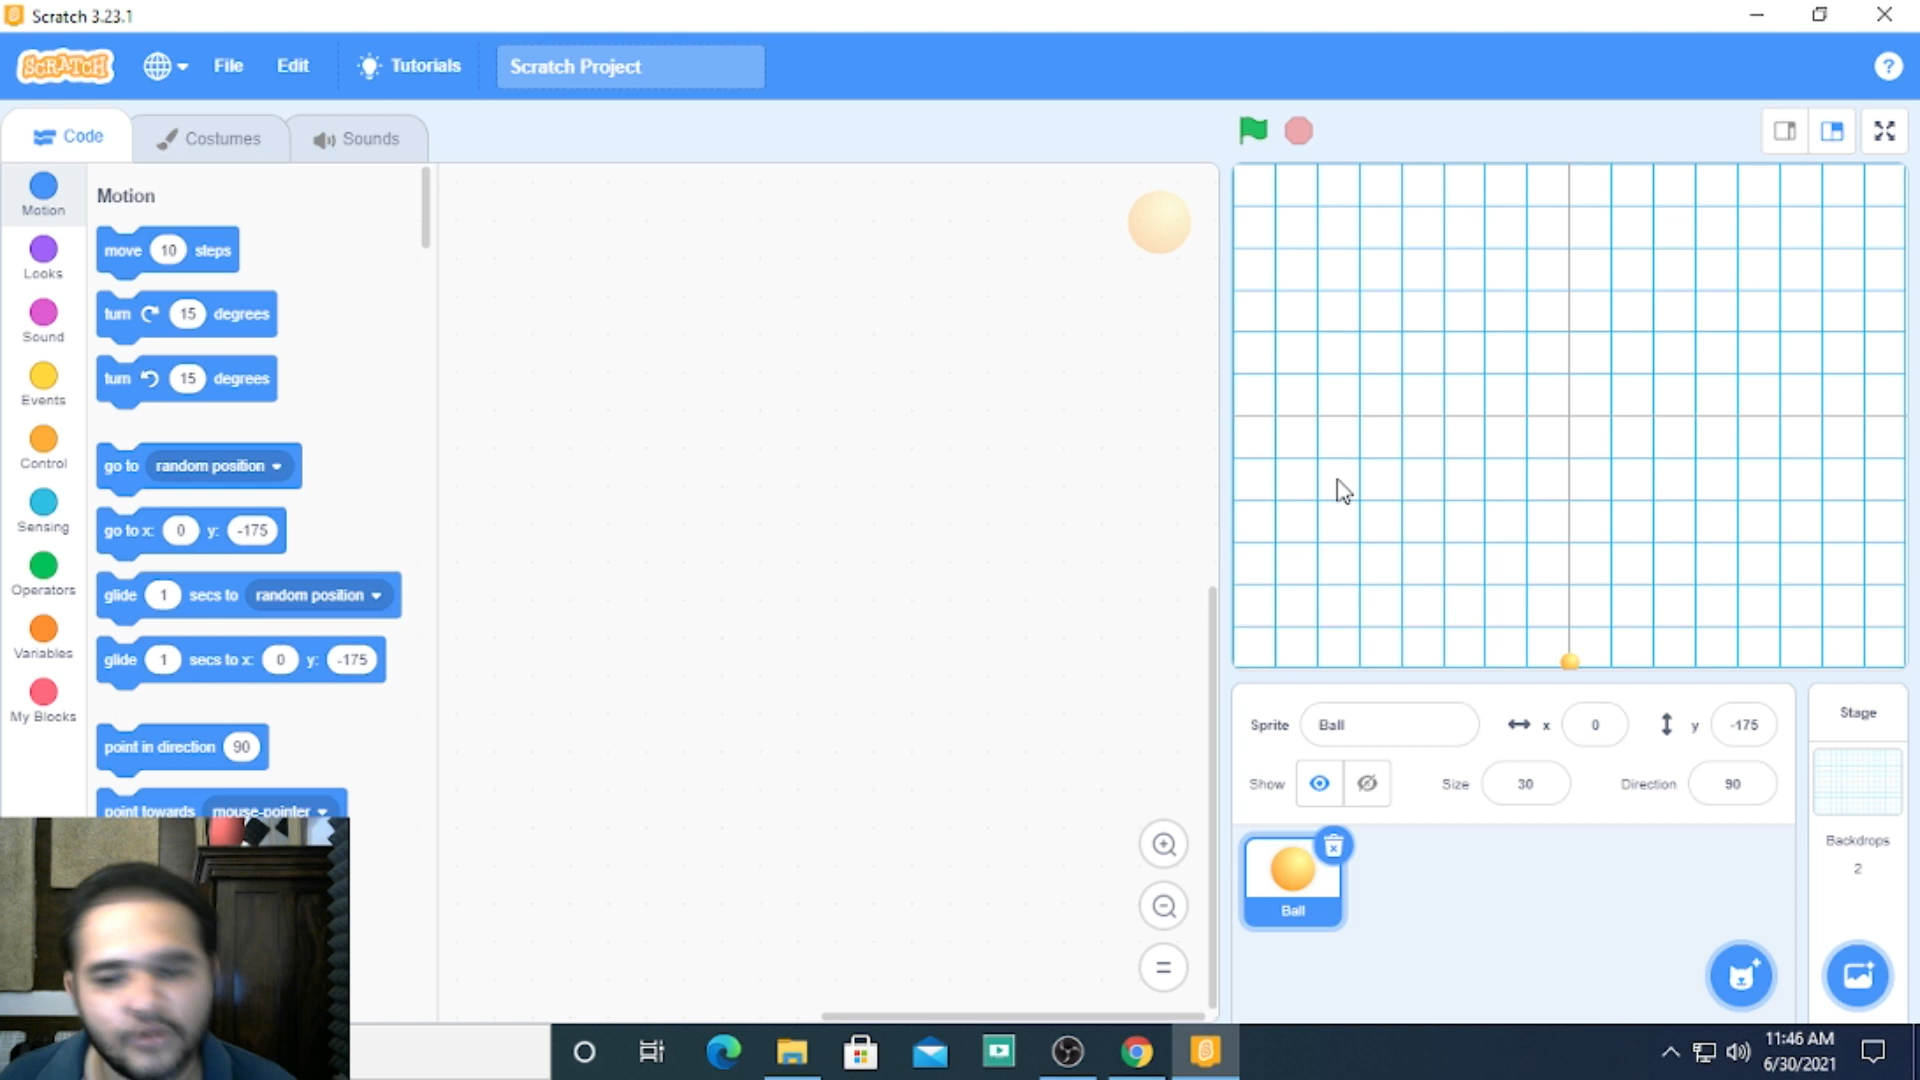 Scratch 3.23.1
SCRATCH
File
Edit
Tutorials
Scratch Project
Code
Costumes
Sounds
Motion
Looks
Sound
Events
Control
Sensing
Operators
Variables
My Blocks
Motion
move 10 steps
turn 15 degrees
turn 15 degrees
go to random position
go to x: 0 y: -175
glide 1 secs to random position
glide 1 secs to x: 0 y: -175
point in direction 90
point towards mouse-pointer
Sprite Ball x 0 y -175
Show Size 30 Direction 90
Ball
Stage
Backdrops
2
11:46 AM
6/30/2021